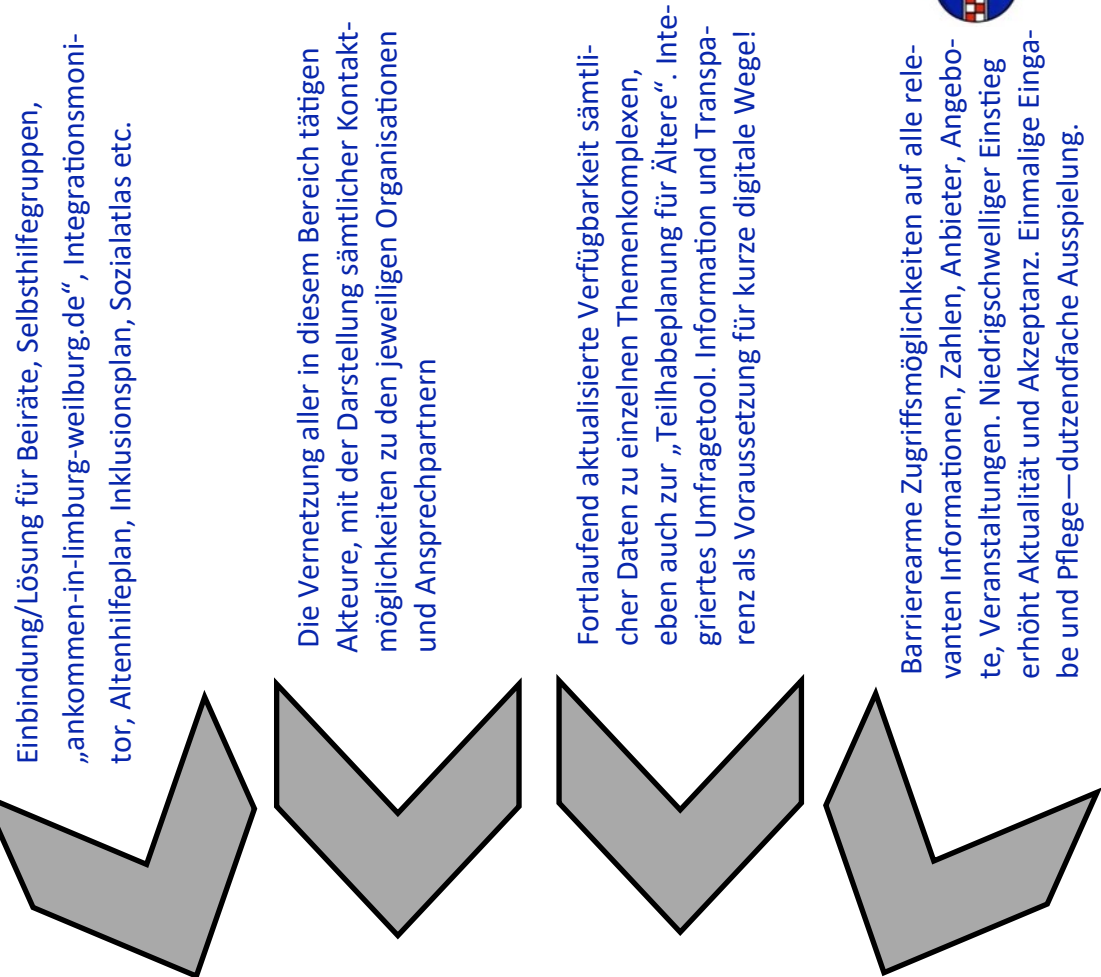 Einbindung/Lösung für Beiräte, Selbsthilfegruppen,
„ankommen-in-limburg-weilburg.de“, Integrationsmoni-
tor, Altenhilfeplan, Inklusionsplan, Sozialatlas etc.
Die Vernetzung aller in diesem Bereich tätigen
Akteure, mit der Darstellung sämtlicher Kontakt-
möglichkeiten zu den jeweiligen Organisationen
und Ansprechpartnern
Fortlaufend aktualisierte Verfügbarkeit sämtli-
cher Daten zu einzelnen Themenkomplexen,
eben auch zur „Teilhabeplanung für Ältere“. Inte-
griertes Umfragetool. Information und Transpa-
renz als Voraussetzung für kurze digitale Wege!
Barrierearme Zugriffsmöglichkeiten auf alle rele-
vanten Informationen, Zahlen, Anbieter, Angebo-
te, Veranstaltungen. Niedrigschwelliger Einstieg
erhöht Aktualität und Akzeptanz. Einmalige Einga-
be und Pflege—dutzendfache Ausspielung.